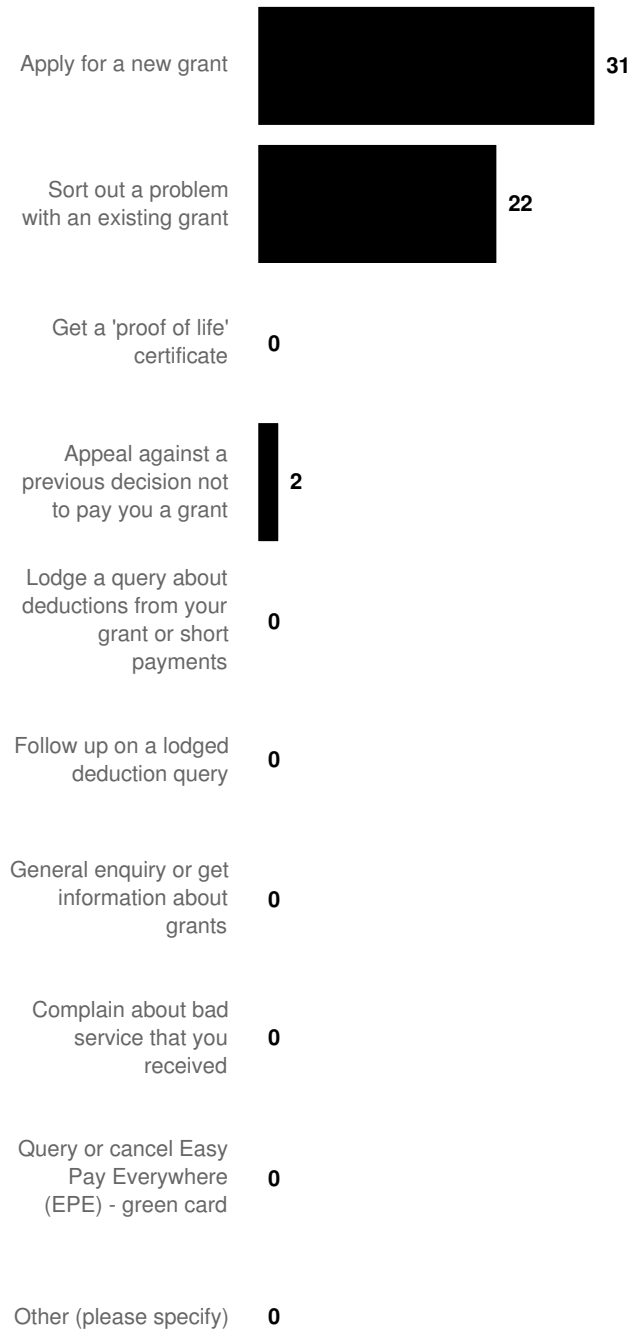 Apply for a new grant
31
Sort out a problem
with an existing grant
22
Get a 'proof of life'
certificate
0
Appeal against a
previous decision not
to pay you a grant
2
Lodge a query about
deductions from your
grant or short
payments
0
Follow up on a lodged
deduction query
0
General enquiry or get
information about
grants
0
Complain about bad
service that you
received
0
Query or cancel Easy
Pay Everywhere
(EPE) - green card
0
Other (please specify)
0